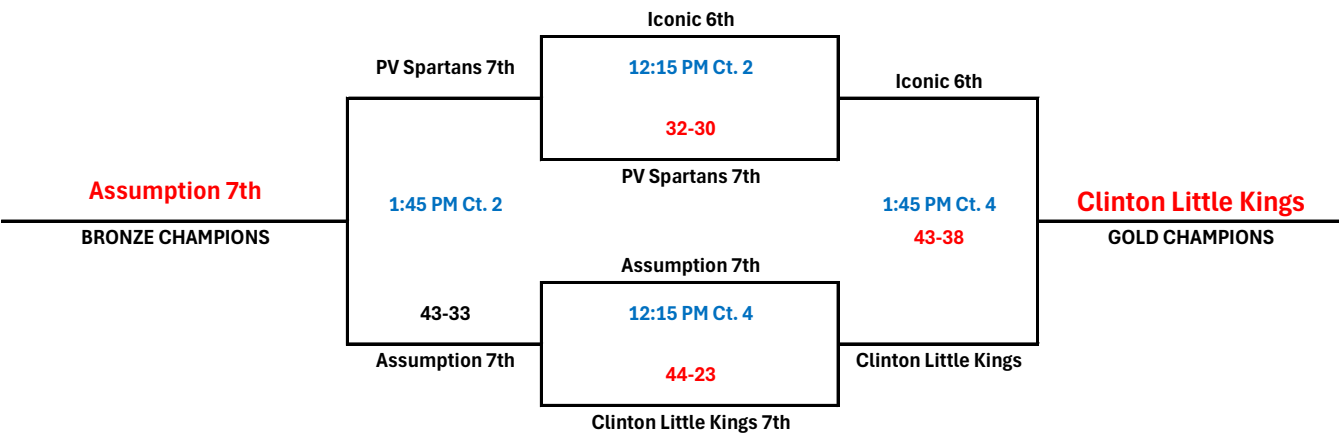 Iconic 6th
PV Spartans 7th
12:15 PM Ct. 2
Iconic 6th
32-30
PV Spartans 7th
Assumption 7th
1:45 PM Ct. 2
1:45 PM Ct. 4
Clinton Little Kings
BRONZE CHAMPIONS
43-38
GOLD CHAMPIONS
Assumption 7th
43-33
12:15 PM Ct. 4
Assumption 7th
44-23
Clinton Little Kings
Clinton Little Kings 7th